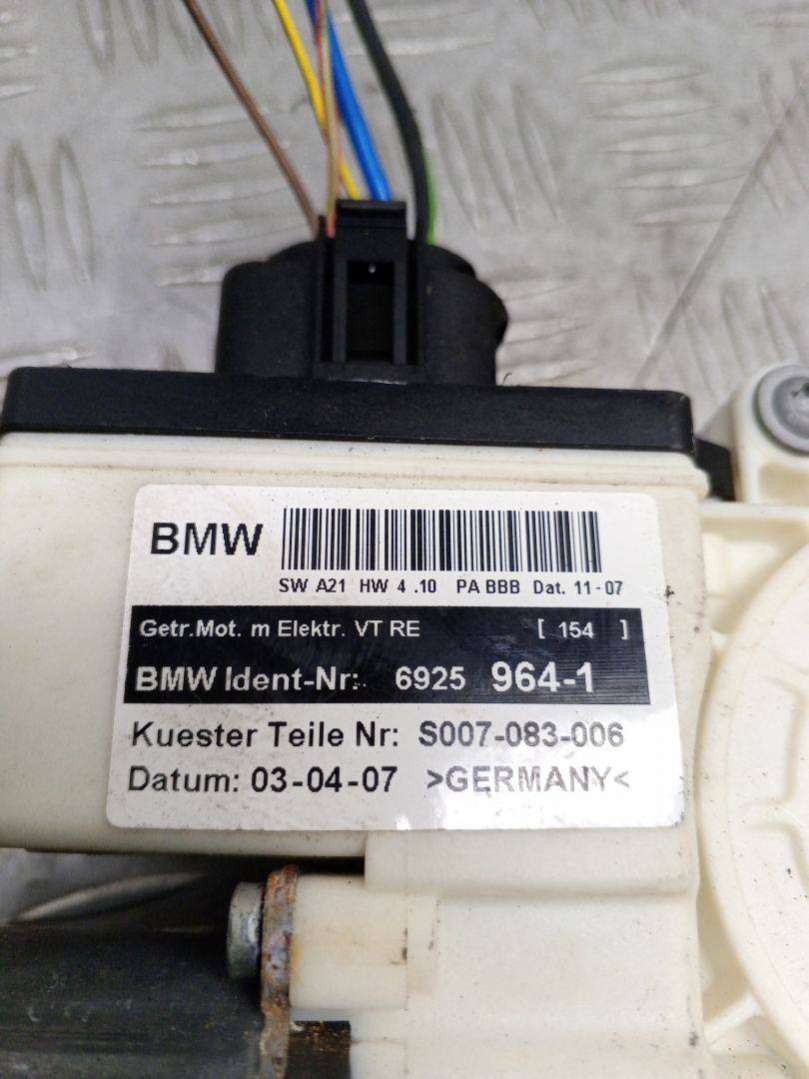 BMW
SW A21 HW 4 .10 PA BBB Dat. 11-07
Getr.Mot. m Elektr. VT RE [ 154 ]
BMW Ident-Nr: 6925 964-1
Kuester Teile Nr: S007-083-006
Datum: 03-04-07 >GERMANY<